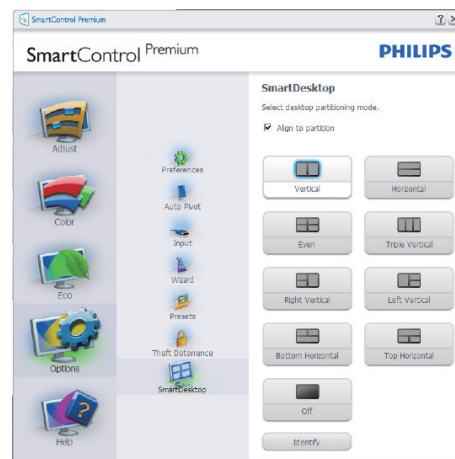 SmartControl Premium
SmartControl Premium
PHILIPS
Adjust
Color
Eco
Options
Help
Preferences
Auto Pivot
Input
Wizard
Presets
Theft Deterrence
SmartDesktop
SmartDesktop
Select desktop partitioning mode.
Align to partition
Vertical
Horizontal
Even
Triple Vertical
Right Vertical
Left Vertical
Bottom Horizontal
Top Horizontal
Off
Identify